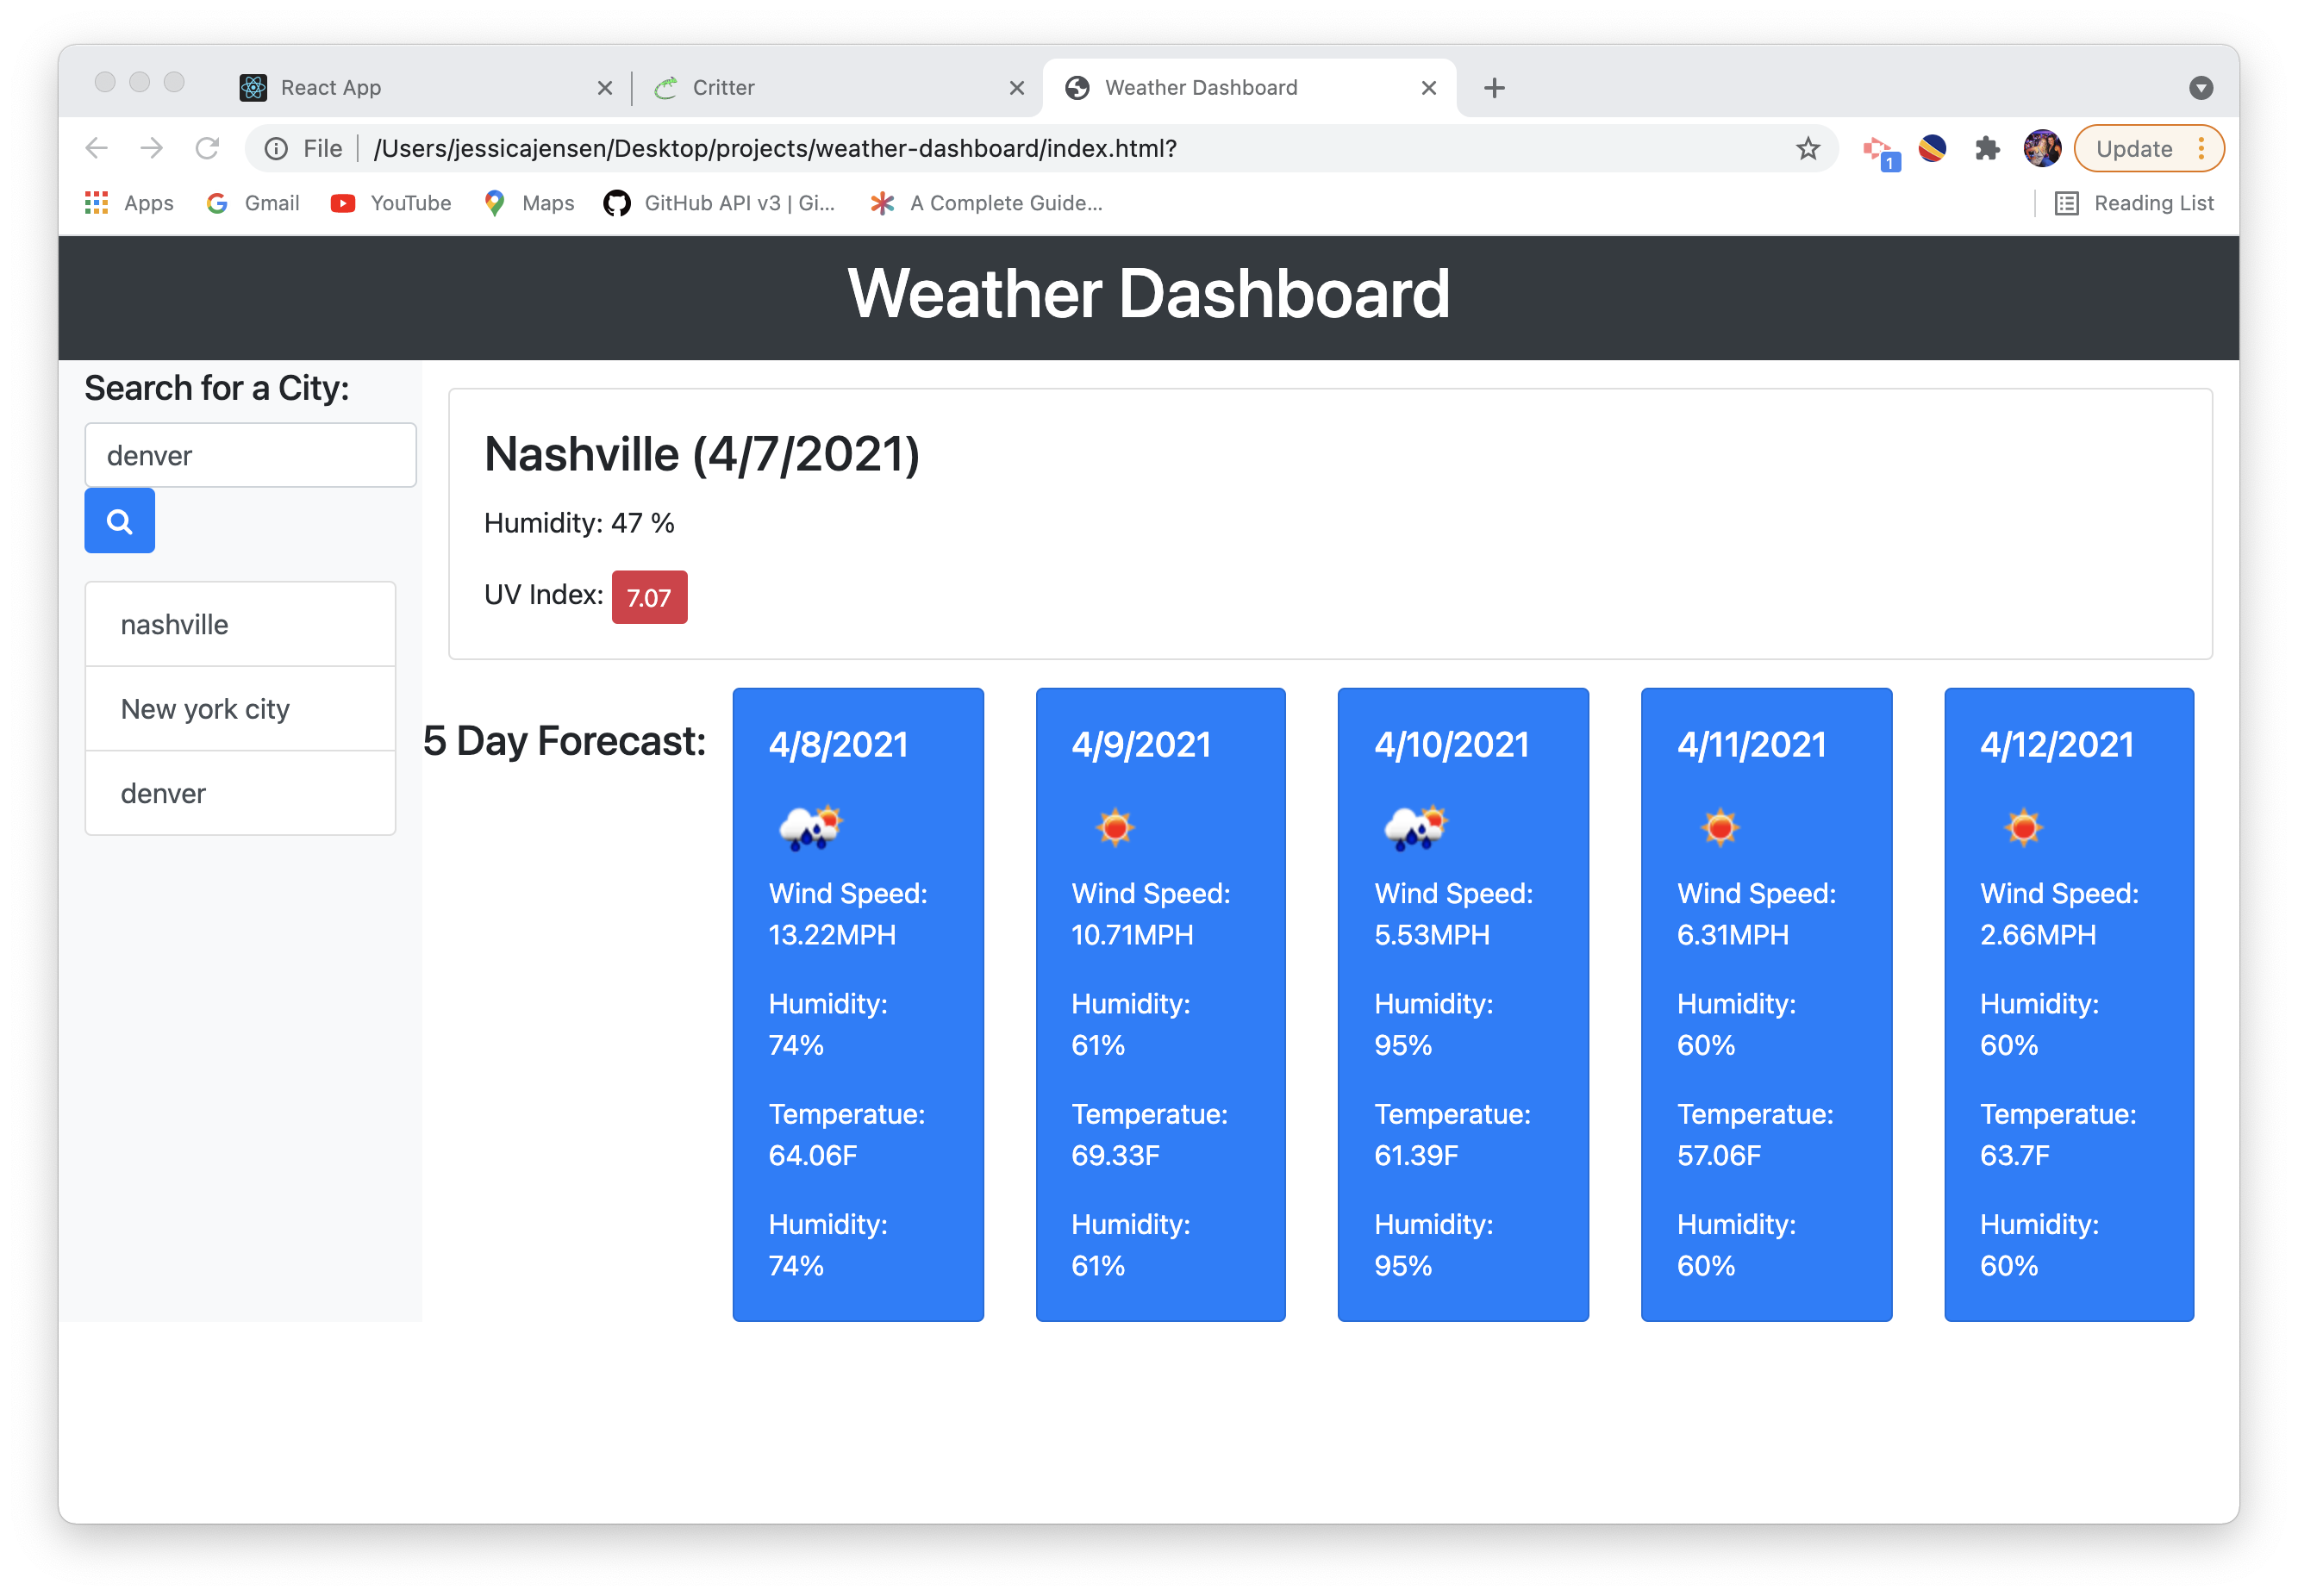 React App
Critter
Weather Dashboard
File
/Users/jessicajensen/Desktop/projects/weather-dashboard/index.html?
1
Update
Apps
Gmail
YouTube
Maps
GitHub API v3 | Gi...
A Complete Guide...
Reading List
Weather Dashboard
Search for a City:
denver
nashville
New york city
denver
Nashville (4/7/2021)
Humidity: 47 %
UV Index: 7.07
5 Day Forecast:
4/8/2021
Wind Speed:
13.22MPH
Humidity:
74%
Temperatue:
64.06F
Humidity:
74%
4/9/2021
Wind Speed:
10.71MPH
Humidity:
61%
Temperatue:
69.33F
Humidity:
61%
4/10/2021
Wind Speed:
5.53MPH
Humidity:
95%
Temperatue:
61.39F
Humidity:
95%
4/11/2021
Wind Speed:
6.31MPH
Humidity:
60%
Temperatue:
57.06F
Humidity:
60%
4/12/2021
Wind Speed:
2.66MPH
Humidity:
60%
Temperatue:
63.7F
Humidity:
60%